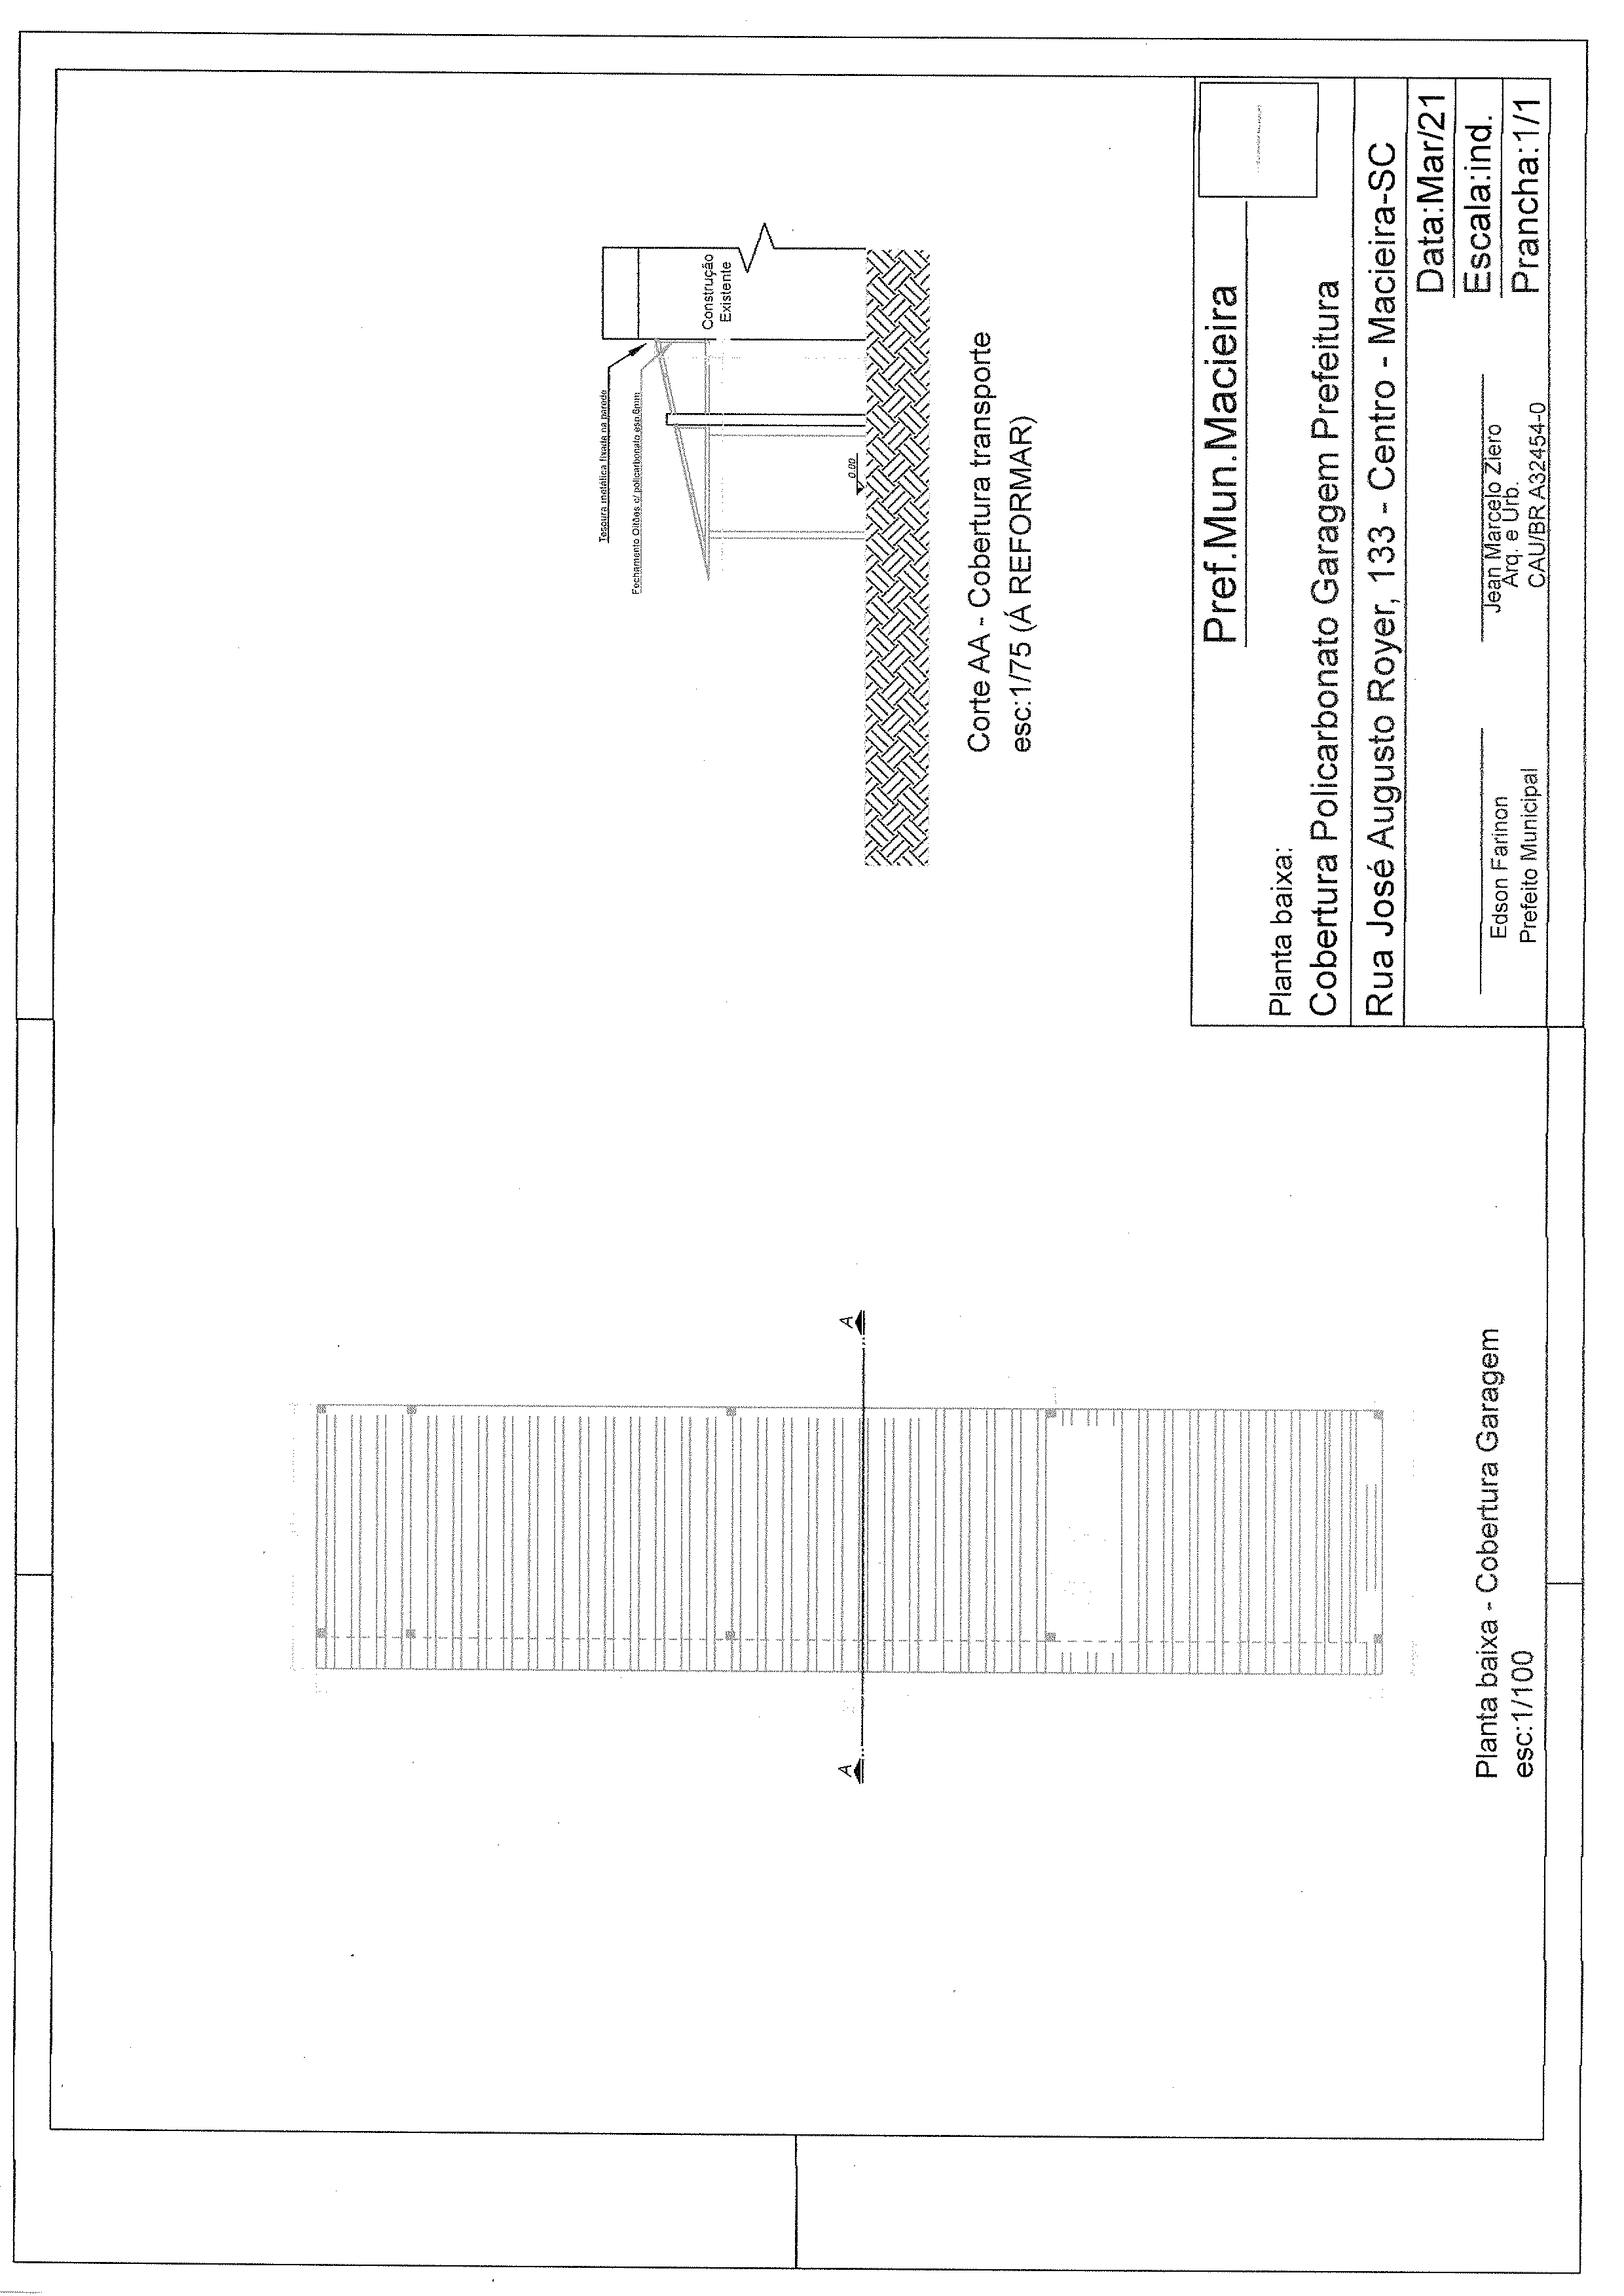 Tesoura metálica fixada na parede
Fechamento Oitões c/ policarbonato esp 6mm
Construção
Existente
0.00
Corte AA - Cobertura transporte
esc:1/75 (Á REFORMAR)
A
A
Planta baixa - Cobertura Garagem
esc:1/100
Pref.Mun.Macieira
Planta baixa:
Cobertura Policarbonato Garagem Prefeitura
Rua José Augusto Royer, 133 - Centro - Macieira-SC
Data:Mar/21
Escala:ind.
Prancha:1/1
Edson Farinon
Prefeito Municipal
Jean Marcelo Ziero
Arq. e Urb.
CAU/BR A32454-0